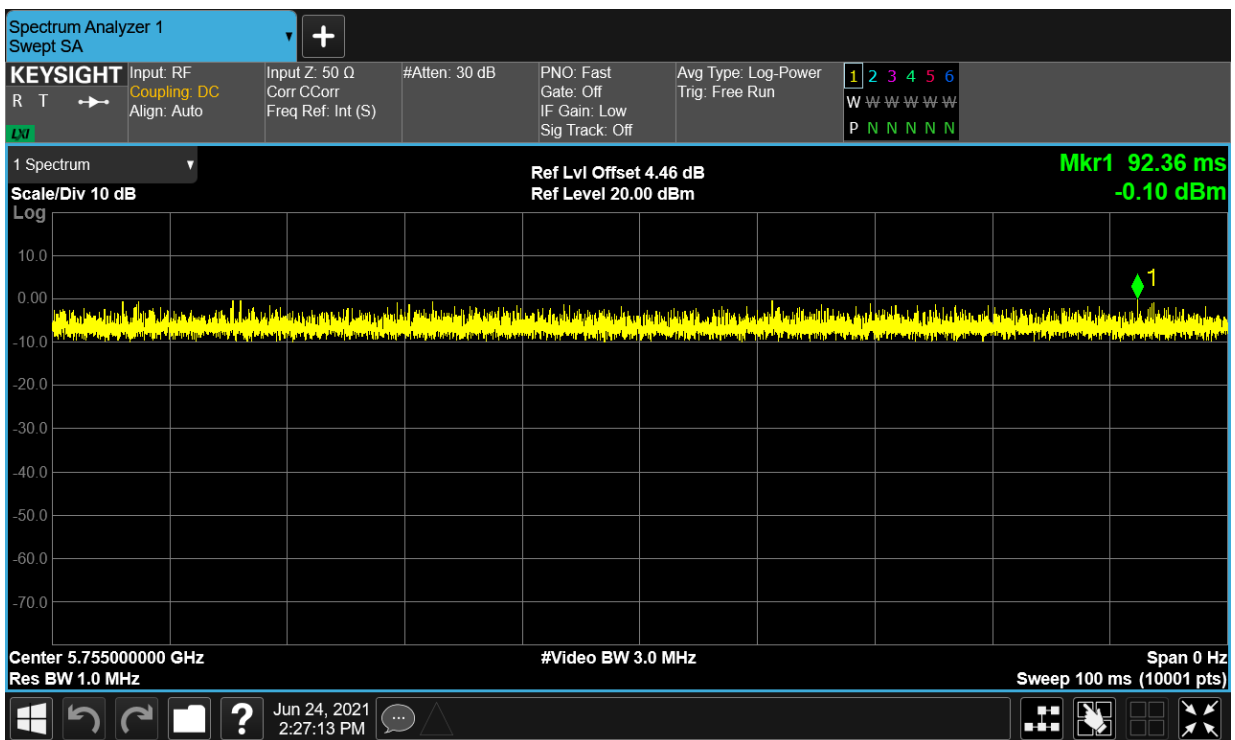 Spectrum Analyzer 1
Swept SA
KEYSIGHT
R T
LXI
Input: RF
Coupling: DC
Align: Auto
Input Z: 50 Ω
Corr CCorr
Freq Ref: Int (S)
#Atten: 30 dB
PNO: Fast
Gate: Off
IF Gain: Low
Sig Track: Off
Avg Type: Log-Power
Trig: Free Run
1 2 3 4 5 6
W W W W W W
P N N N N N
1 Spectrum
Scale/Div 10 dB
Ref Lvl Offset 4.46 dB
Ref Level 20.00 dBm
Mkr1 92.36 ms
-0.10 dBm
Log
10.0
0.00
-10.0
-20.0
-30.0
-40.0
-50.0
-60.0
-70.0
1
Center 5.755000000 GHz
Res BW 1.0 MHz
#Video BW 3.0 MHz
Span 0 Hz
Sweep 100 ms (10001 pts)
?
Jun 24, 2021
2:27:13 PM